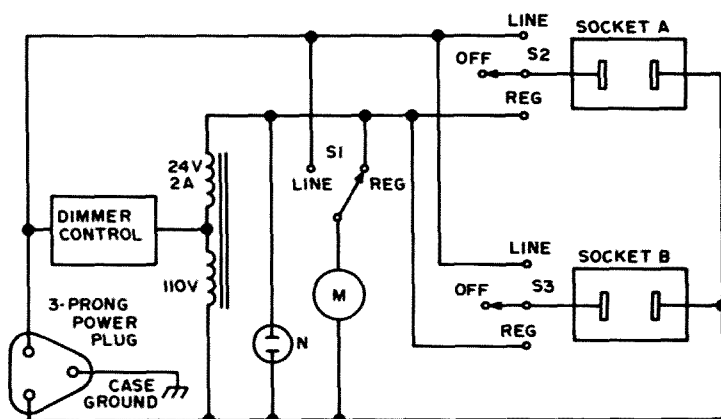 LINE
SOCKET A
OFF
S2
REG
24V
2A
S1
LINE
REG
DIMMER
CONTROL
110V
LINE
SOCKET B
OFF
S3
REG
3-PRONG
POWER
PLUG
M
N
CASE
GROUND